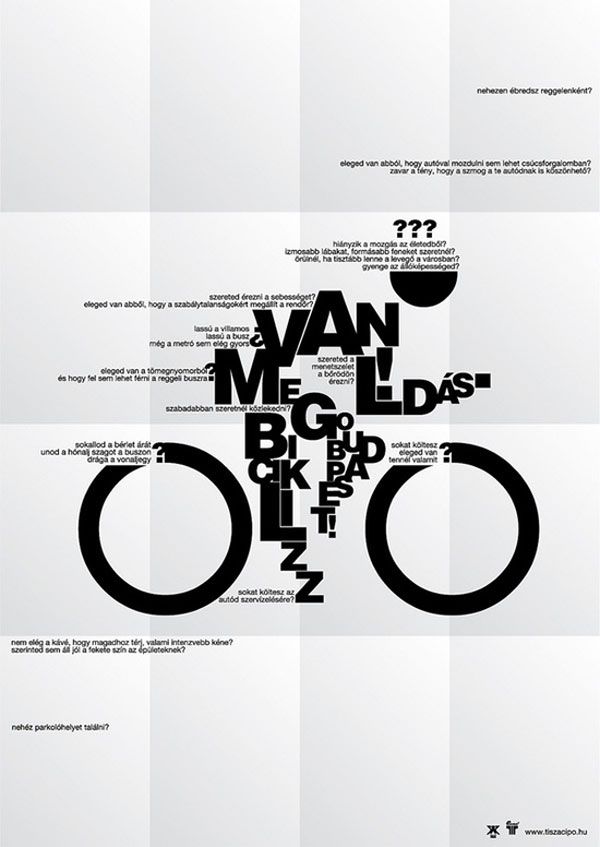 nehezen ébredsz reggelenként?
eleged van abból, hogy autóval mozdulni sem lehet csúcsforgalomban?
zavar a tény, hogy a szmog a te autódnak is köszönhető?
???
hiányzik a mozgás az életedből?
izmosabb lábakat, formásabb feneket szeretnél?
örülnél, ha tisztább lenne a levegő a városban?
gyenge az állóképességed?
szereted érezni a sebességet?
eleged van abból, hogy a szabálytalanságokért megállít a rendőr?
VAN
lassú a villamos
lassú a busz
még a metró sem elég gyors?
szereted a
menetszelet
a bőrödön
érezni?
eleged van a tömegnyomorból?
és hogy fel sem lehet férni a reggeli buszra
MEGOLDÁS!
szabadabban szeretnél közlekedni?
BICIKLIZZ
BUDAPEST!
sokallod a bérlet árát
unod a hónalj szagot a buszon
drága a vonaljegy?
sokat költesz
eleged van
tennél valamit?
sokat költesz az
autód szervizelésére?
nem elég a kávé, hogy magadhoz térj, valami intenzvebb kéne?
szerinted sem áll jól a fekete szín az épületeknek?
nehéz parkolóhelyet találni?
www.tiszacipo.hu